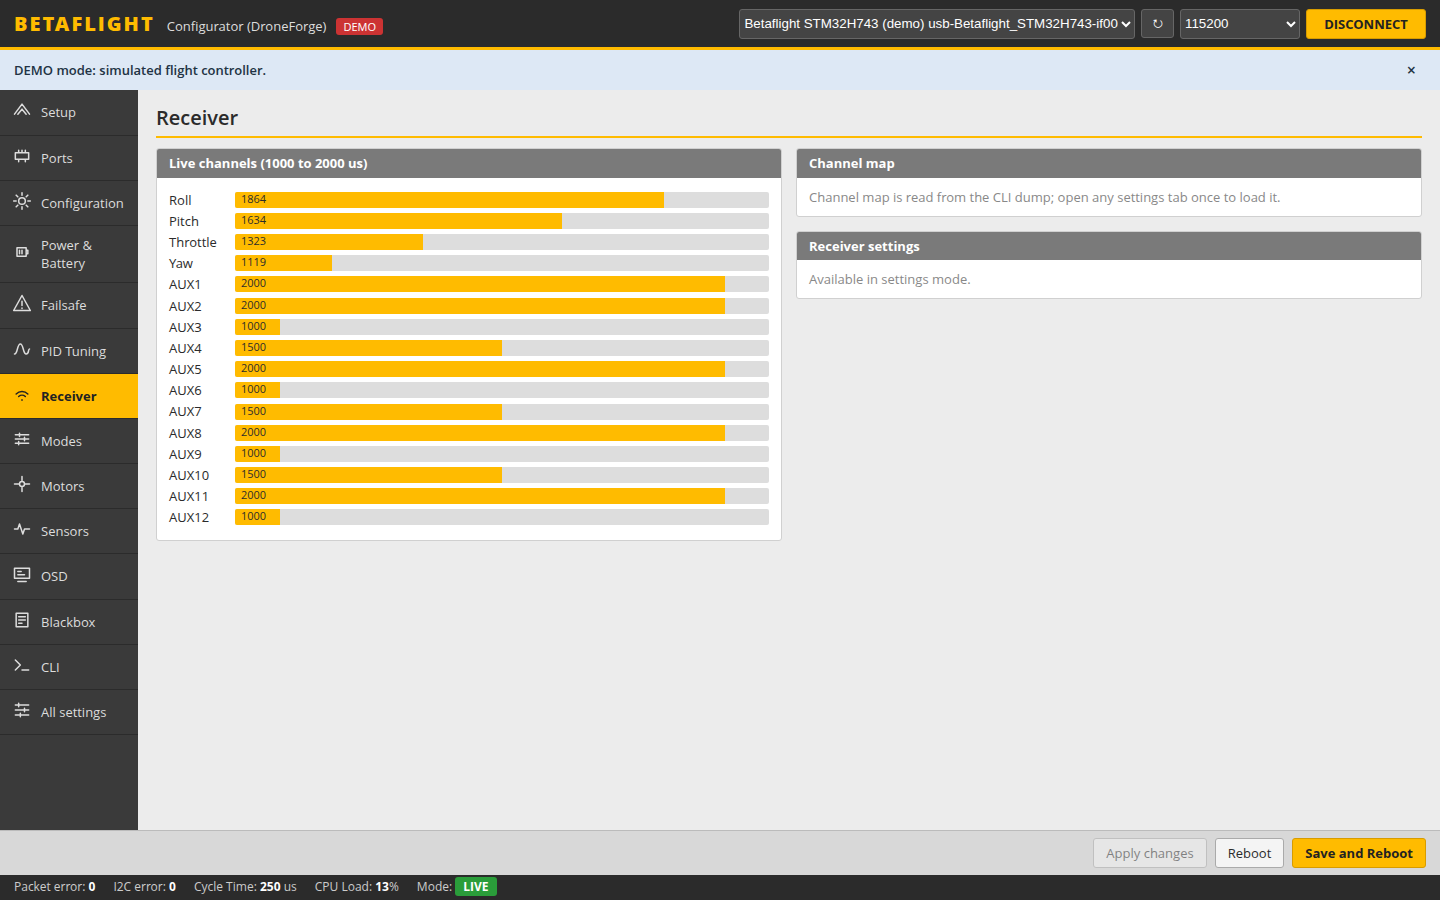 BETAFLIGHT Configurator (DroneForge) DEMO
Betaflight STM32H743 (demo) usb-Betaflight_STM32H743-if00
115200
DISCONNECT
DEMO mode: simulated flight controller.
×
Setup
Ports
Configuration
Power &
Battery
Failsafe
PID Tuning
Receiver
Modes
Motors
Sensors
OSD
Blackbox
CLI
All settings
Receiver
Live channels (1000 to 2000 us)
Roll 1864
Pitch 1634
Throttle 1323
Yaw 1119
AUX1 2000
AUX2 2000
AUX3 1000
AUX4 1500
AUX5 2000
AUX6 1000
AUX7 1500
AUX8 2000
AUX9 1000
AUX10 1500
AUX11 2000
AUX12 1000
Channel map
Channel map is read from the CLI dump; open any settings tab once to load it.
Receiver settings
Available in settings mode.
Apply changes
Reboot
Save and Reboot
Packet error: 0 I2C error: 0 Cycle Time: 250 us CPU Load: 13% Mode: LIVE